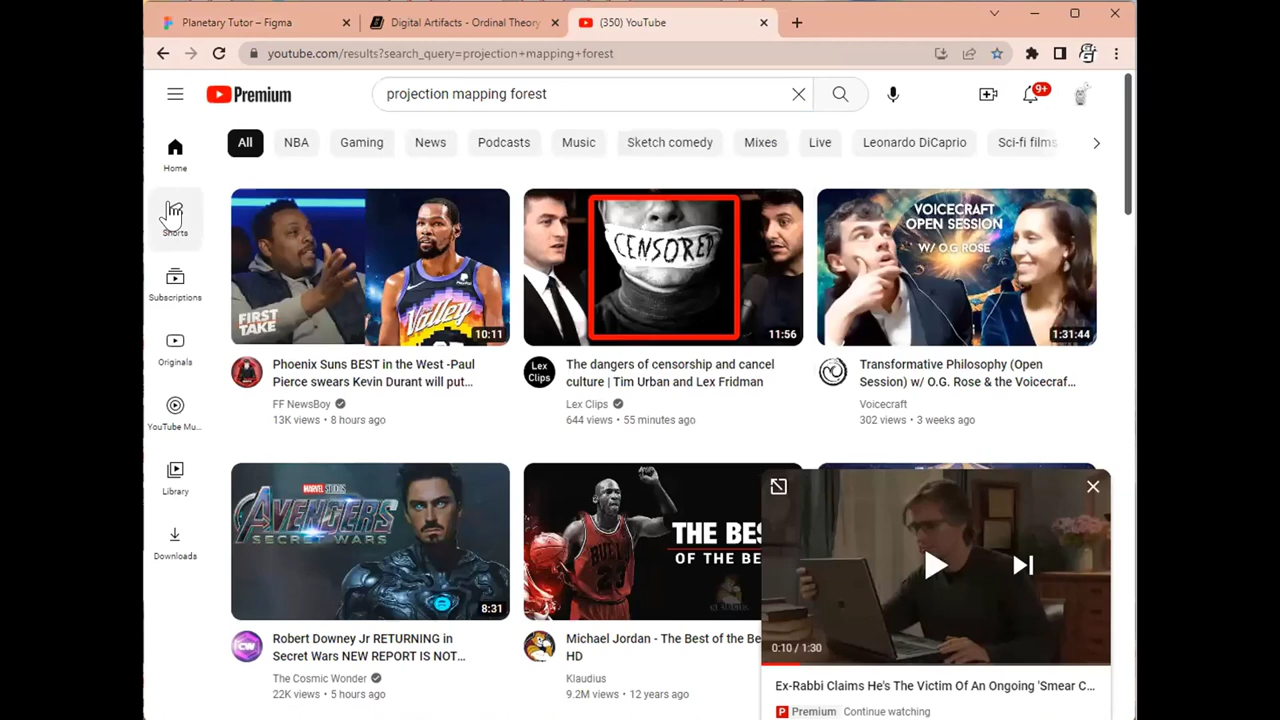 Planetary Tutor – Figma
Digital Artifacts - Ordinal Theory
(350) YouTube
youtube.com/results?search_query=projection+mapping+forest
Premium
projection mapping forest
9+
All
NBA
Gaming
News
Podcasts
Music
Sketch comedy
Mixes
Live
Leonardo DiCaprio
Sci-fi films
Home
Shorts
Subscriptions
Originals
YouTube Mu...
Library
Downloads
FIRST
TAKE
Valley
10:11
Phoenix Suns BEST in the West -Paul
Pierce swears Kevin Durant will put…
FF NewsBoy
13K views • 8 hours ago
CENSORED
11:56
Lex
Clips
The dangers of censorship and cancel
culture | Tim Urban and Lex Fridman
Lex Clips
644 views • 55 minutes ago
VOICECRAFT
OPEN SESSION
W/ O.G. ROSE
1:31:44
Transformative Philosophy (Open
Session) w/ O.G. Rose & the Voicecraf…
Voicecraft
302 views • 3 weeks ago
MARVEL STUDIOS
AVENGERS
SECRET WARS
8:31
Robert Downey Jr RETURNING in
Secret Wars NEW REPORT IS NOT…
The Cosmic Wonder
22K views • 5 hours ago
BULLS
23
THE BES
OF THE BE
Michael Jordan - The Best of the Be
HD
Klaudius
9.2M views • 12 years ago
0:10 / 1:30
Ex-Rabbi Claims He's The Victim Of An Ongoing 'Smear C...
Premium Continue watching